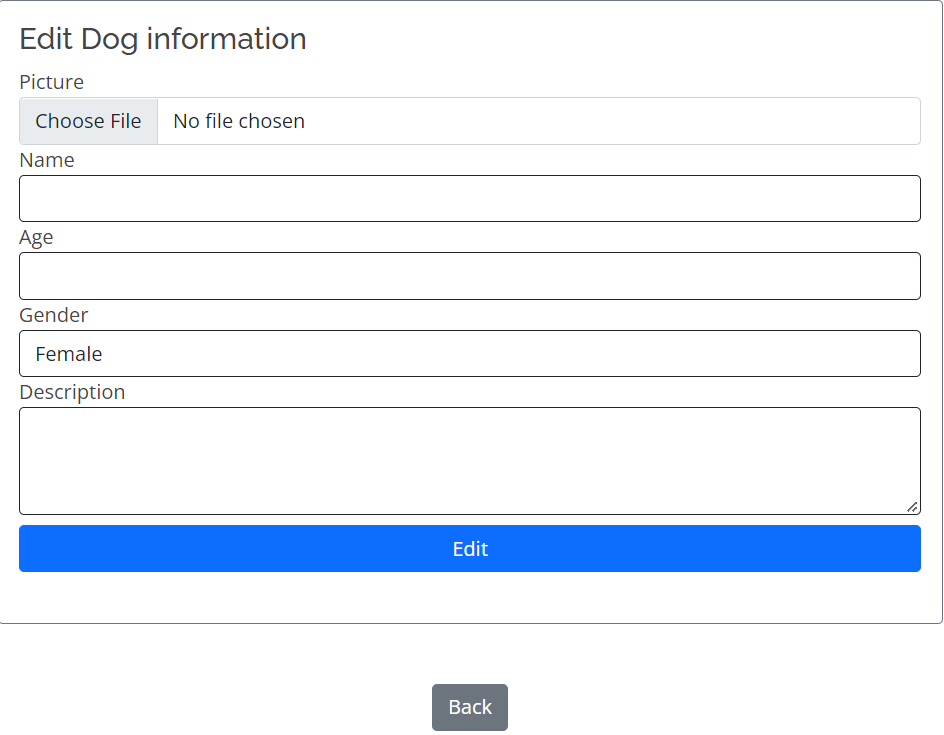 Edit Dog information
Picture
Choose File No file chosen
Name
Age
Gender
Female
Description
Edit
Back